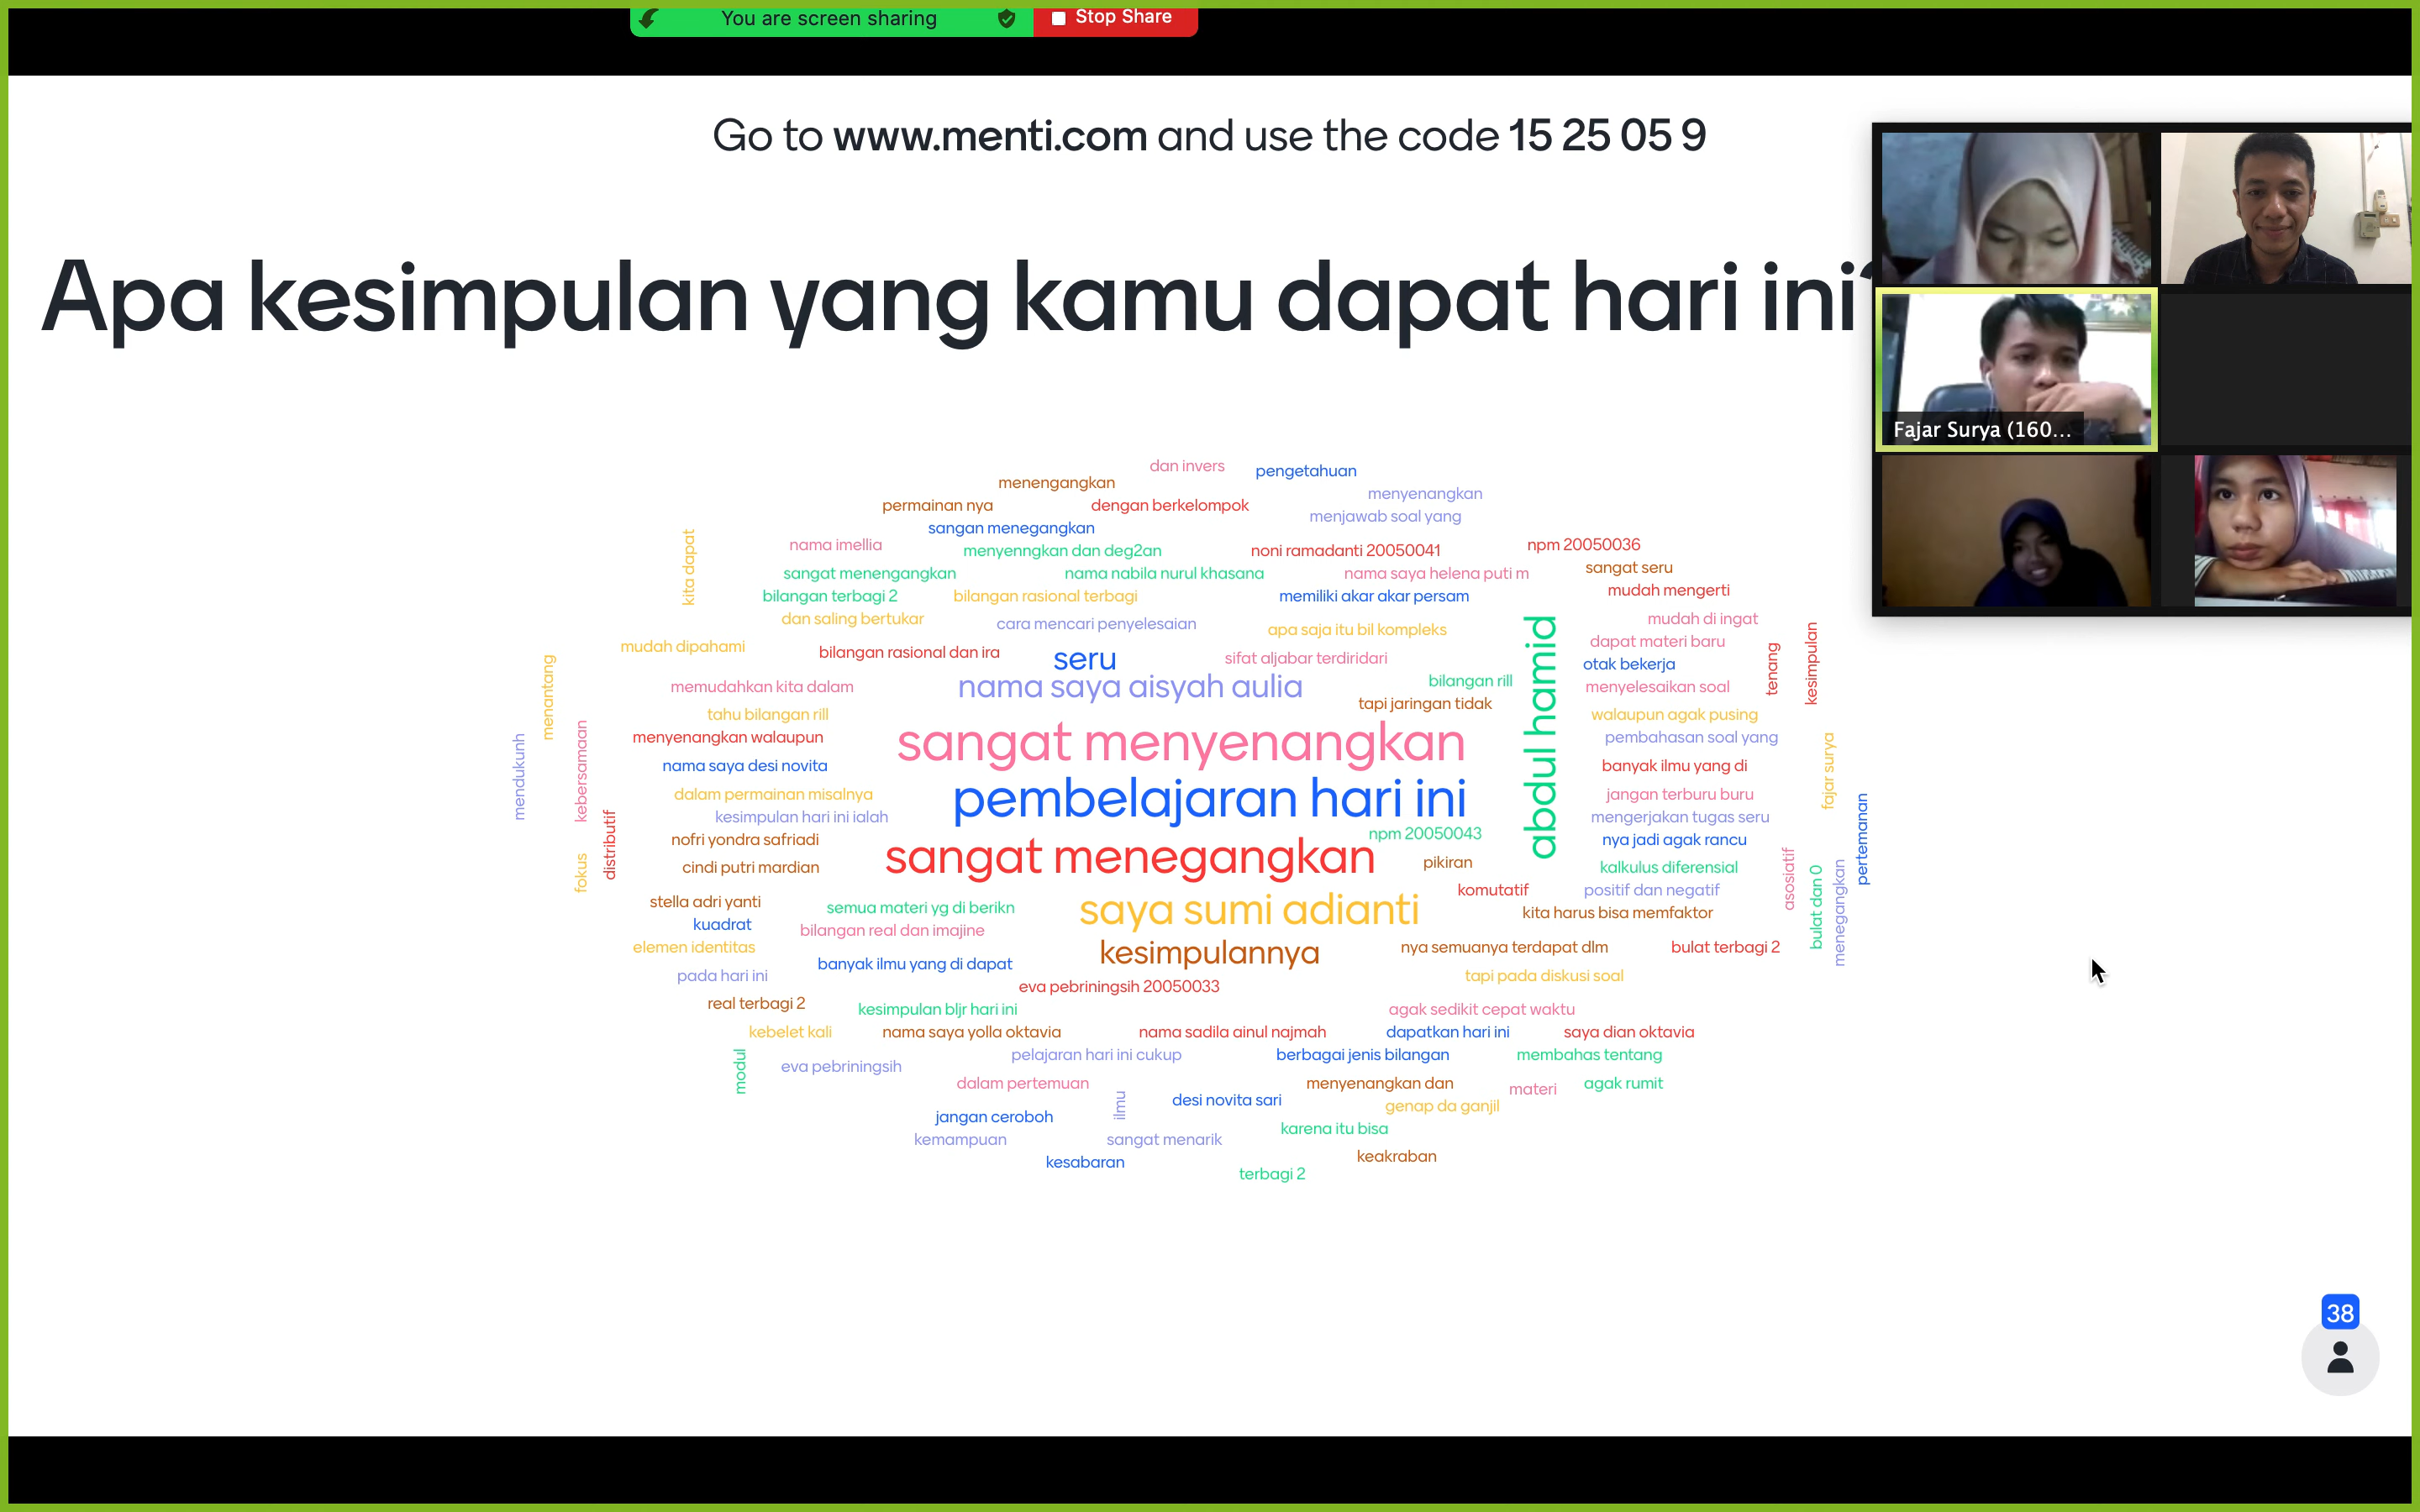 You are screen sharing
Stop Share
Go to www.menti.com and use the code 15 25 05 9
Apa kesimpulan yang kamu dapat hari ini?
Fajar Surya (160...
dan invers
pengetahuan
menengangkan
menyenangkan
permainan nya
dengan berkelompok
menjawab soal yang
sangan menegangkan
kita dapat
nama imellia
menyenngkan dan deg2an
noni ramadanti 20050041
npm 20050036
sangat menengangkan
nama nabila nurul khasana
nama saya helena puti m
sangat seru
bilangan terbagi 2
bilangan rasional terbagi
memiliki akar akar persam
mudah mengerti
dan saling bertukar
cara mencari penyelesaian
apa saja itu bil kompleks
abdul hamid
mudah di ingat
mudah dipahami
bilangan rasional dan ira
seru
sifat aljabar terdiridari
dapat materi baru
otak bekerja
tenang
kesimpulan
menantang
memudahkan kita dalam
nama saya aisyah aulia
bilangan rill
menyelesaikan soal
tapi jaringan tidak
tahu bilangan rill
walaupun agak pusing
mendukunh
kebersamaan
menyenangkan walaupun
sangat menyenangkan
pembahasan soal yang
fajar surya
nama saya desi novita
banyak ilmu yang di
dalam permainan misalnya
pembelajaran hari ini
jangan terburu buru
kesimpulan hari ini ialah
mengerjakan tugas seru
pertemanan
fokus
distributif
nofri yondra safriadi
npm 20050043
nya jadi agak rancu
cindi putri mardian
sangat menegangkan
pikiran
kalkulus diferensial
asosiatif
bulat dan 0
menegangkan
komutatif
positif dan negatif
stella adri yanti
semua materi yg di berikn
saya sumi adianti
kita harus bisa memfaktor
kuadrat
bilangan real dan imajine
elemen identitas
kesimpulannya
nya semuanya terdapat dlm
bulat terbagi 2
banyak ilmu yang di dapat
pada hari ini
tapi pada diskusi soal
eva pebriningsih 20050033
real terbagi 2
kesimpulan bljr hari ini
agak sedikit cepat waktu
kebelet kali
nama saya yolla oktavia
nama sadila ainul najmah
dapatkan hari ini
saya dian oktavia
modul
eva pebriningsih
pelajaran hari ini cukup
berbagai jenis bilangan
membahas tentang
dalam pertemuan
menyenangkan dan
materi
agak rumit
ilmu
desi novita sari
genap da ganjil
jangan ceroboh
karena itu bisa
kemampuan
sangat menarik
keakraban
kesabaran
terbagi 2
38